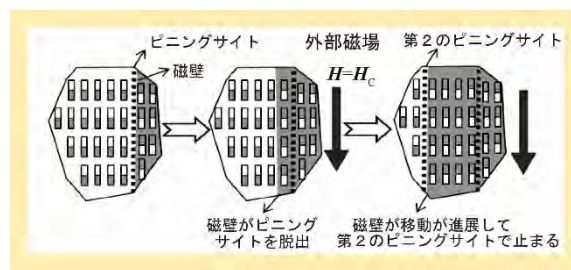 ピニングサイト
磁壁
外部磁場
H=Hc
第2のピニングサイト
磁壁がピニング
サイトを脱出
磁壁が移動が進展して
第2のピニングサイトで止まる